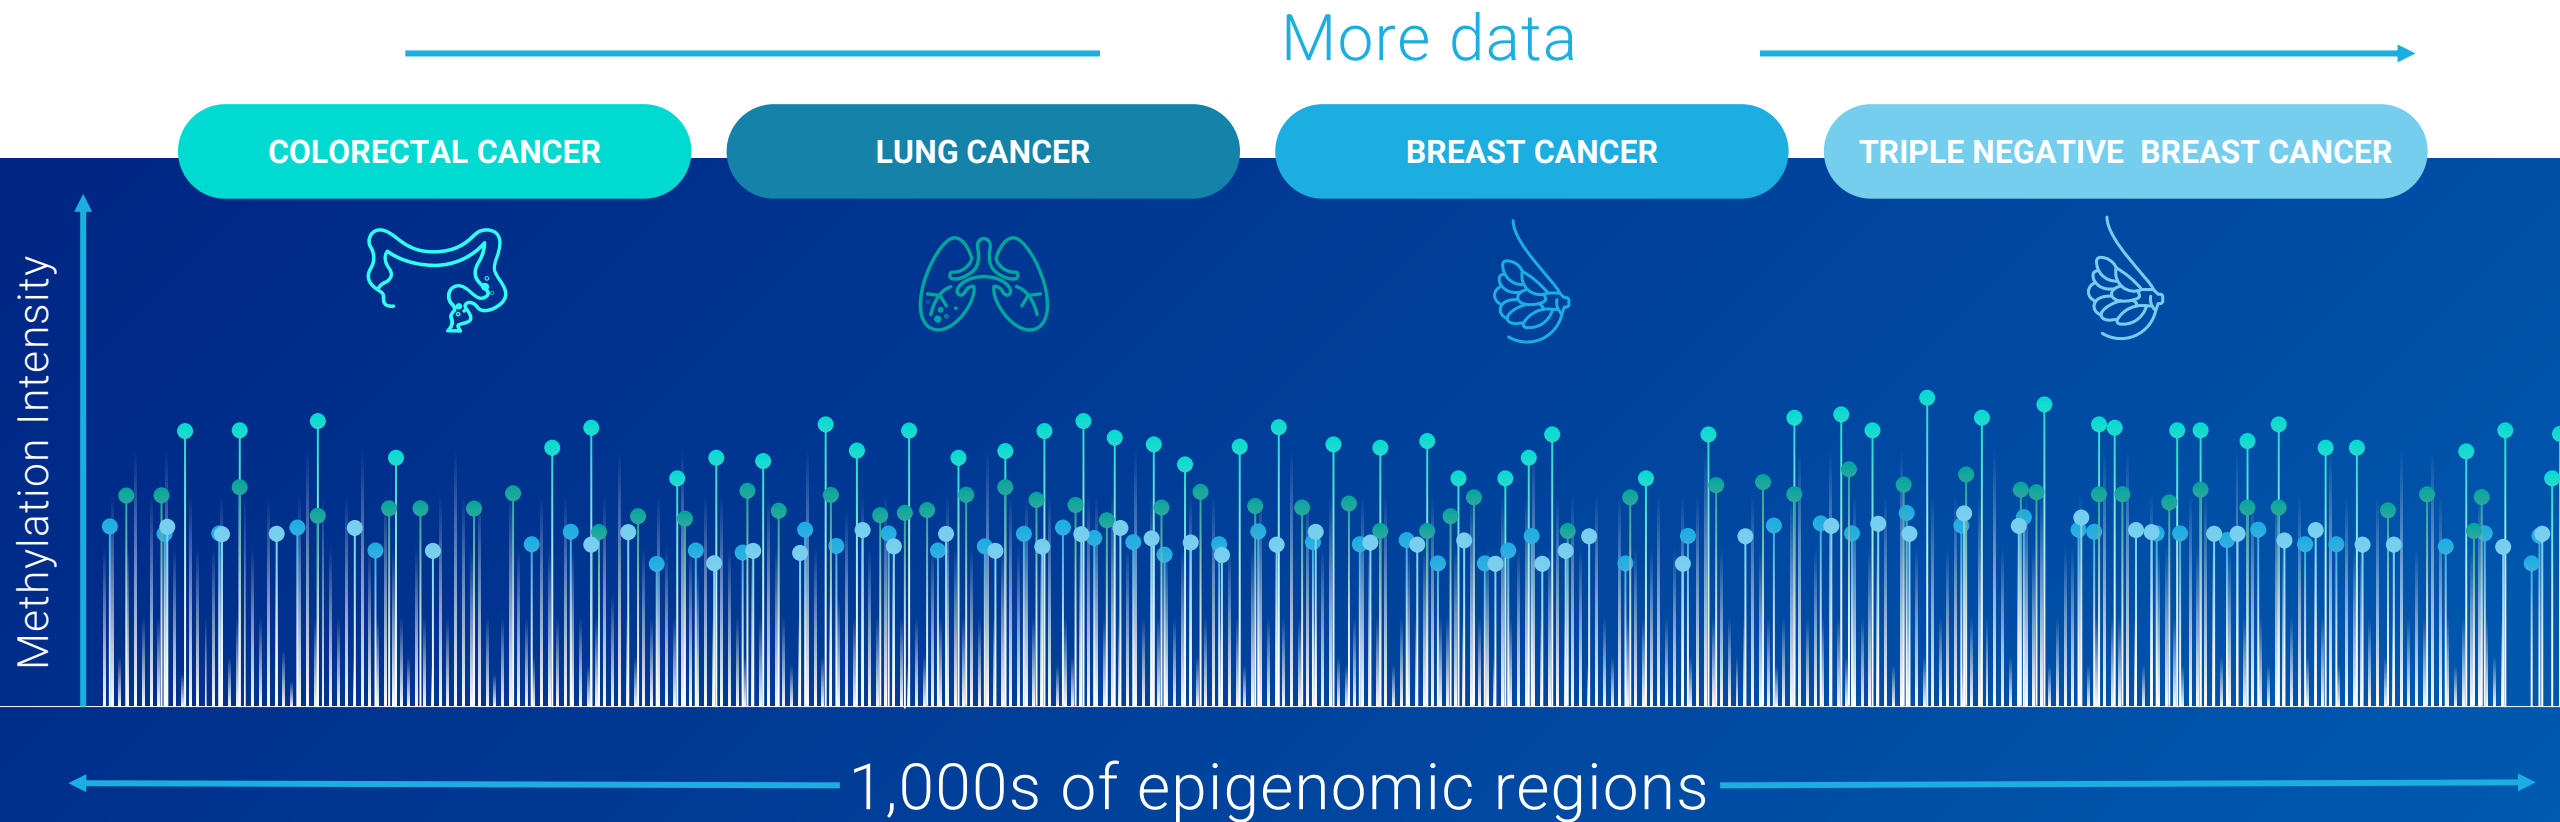 More data
COLORECTAL CANCER
LUNG CANCER
BREAST CANCER
TRIPLE NEGATIVE BREAST CANCER
Methylation Intensity
1,000s of epigenomic regions